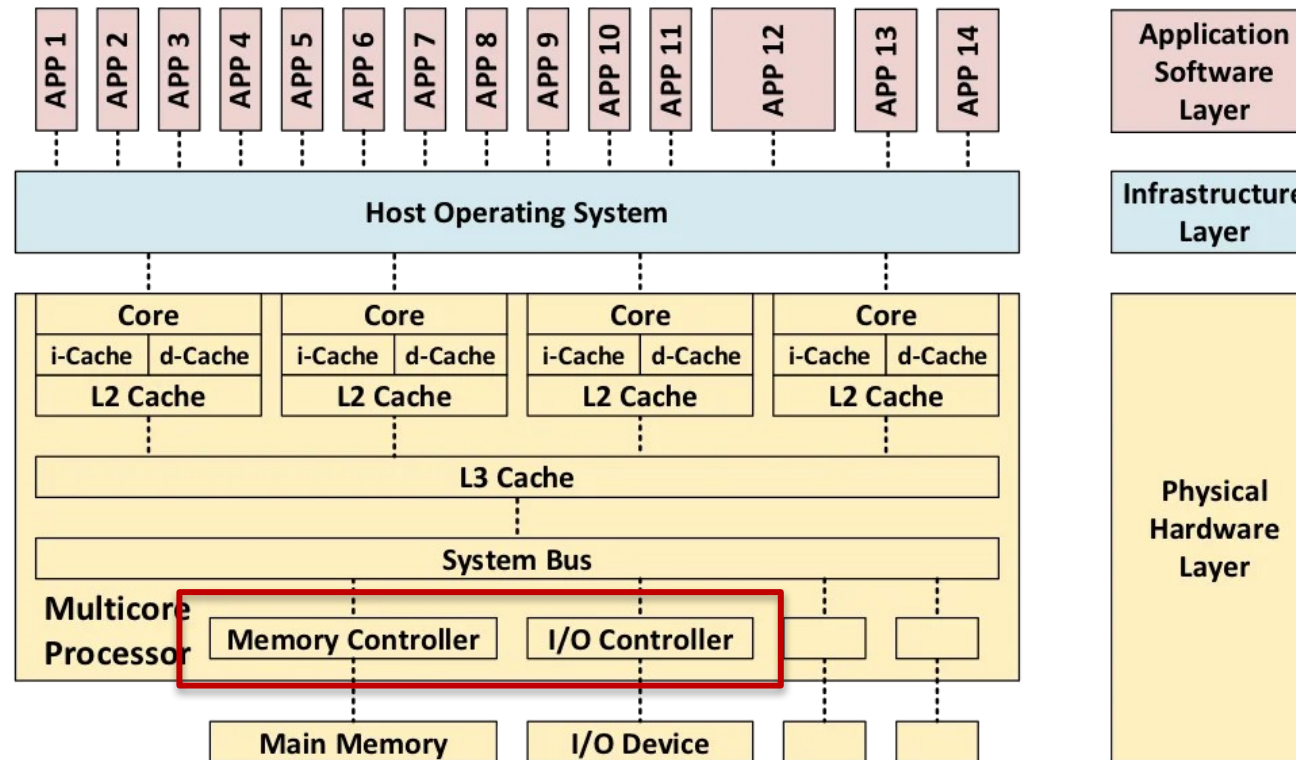 APP 1
APP 2
APP 3
APP 4
APP 5
APP 6
APP 7
APP 8
APP 9
APP 10
APP 11
APP 12
APP 13
APP 14
Application
Software
Layer
Host Operating System
Infrastructure
Layer
Core
Core
Core
Core
i-Cache
d-Cache
i-Cache
d-Cache
i-Cache
d-Cache
i-Cache
d-Cache
L2 Cache
L2 Cache
L2 Cache
L2 Cache
L3 Cache
Physical
Hardware
Layer
System Bus
Multicore
Processor
Memory Controller
I/O Controller
Main Memory
I/O Device